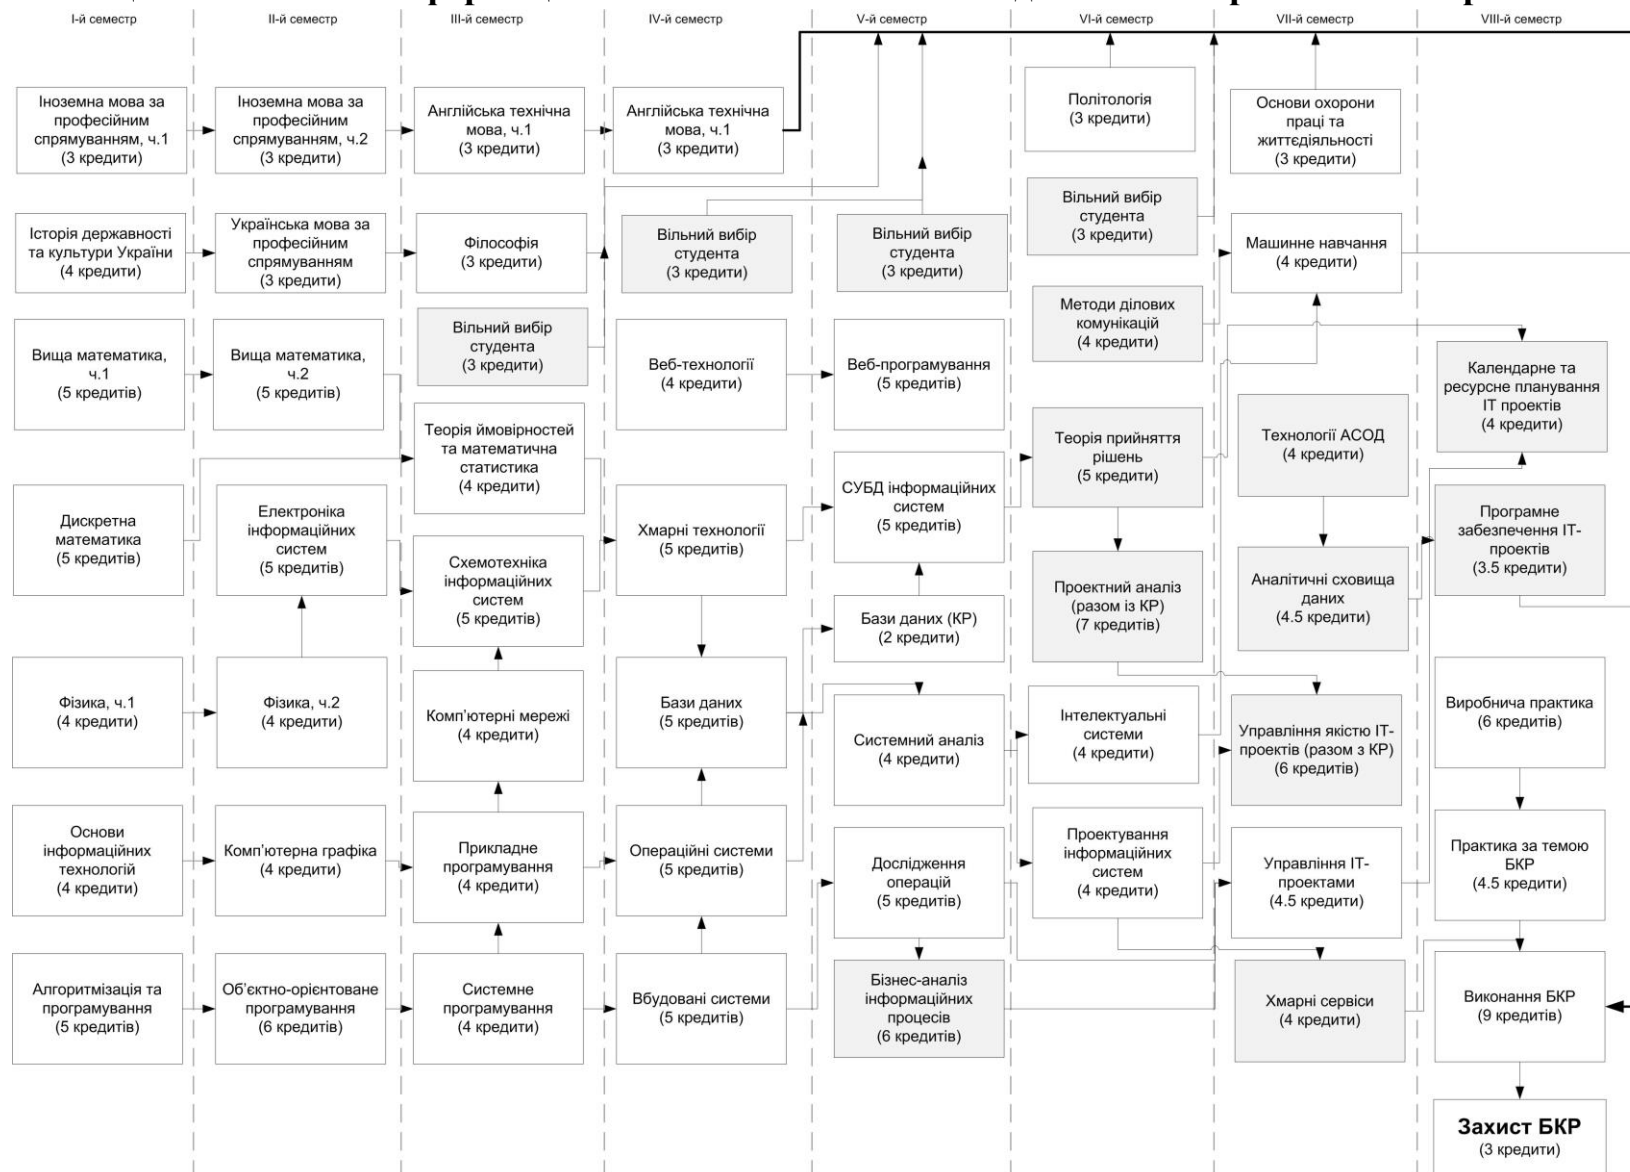 І-й семестр
ІІ-й семестр
ІІІ-й семестр
IV-й семестр
V-й семестр
VI-й семестр
VII-й семестр
VIII-й семестр
Іноземна мова за
професійним
спрямуванням, ч.1
(3 кредити)
Історія державності
та культури України
(4 кредити)
Вища математика,
ч.1
(5 кредитів)
Дискретна
математика
(5 кредитів)
Фізика, ч.1
(4 кредити)
Основи
інформаційних
технологій
(4 кредити)
Алгоритмізація та
програмування
(5 кредитів)
Іноземна мова за
професійним
спрямуванням, ч.2
(3 кредити)
Українська мова за
професійним
спрямуванням
(3 кредити)
Вища математика,
ч.2
(5 кредитів)
Електроніка
інформаційних
систем
(5 кредитів)
Фізика, ч.2
(4 кредити)
Комп’ютерна графіка
(4 кредити)
Об’єктно-орієнтоване
програмування
(6 кредитів)
Англійська технічна
мова, ч.1
(3 кредити)
Філософія
(3 кредити)
Вільний вибір
студента
(3 кредити)
Теорія ймовірностей
та математична
статистика
(4 кредити)
Схемотехніка
інформаційних
систем
(5 кредитів)
Комп’ютерні мережі
(4 кредити)
Прикладне
програмування
(4 кредити)
Системне
програмування
(4 кредити)
Англійська технічна
мова, ч.1
(3 кредити)
Вільний вибір
студента
(3 кредити)
Веб-технології
(4 кредити)
Хмарні технології
(5 кредитів)
Бази даних
(5 кредитів)
Операційні системи
(5 кредитів)
Вбудовані системи
(5 кредитів)
Вільний вибір
студента
(3 кредити)
Веб-програмування
(5 кредитів)
СУБД інформаційних
систем
(5 кредитів)
Бази даних (КР)
(2 кредити)
Системний аналіз
(4 кредити)
Дослідження
операцій
(5 кредитів)
Бізнес-аналіз
інформаційних
процесів
(6 кредитів)
Політологія
(3 кредити)
Вільний вибір
студента
(3 кредити)
Методи ділових
комунікацій
(4 кредити)
Теорія прийняття
рішень
(5 кредити)
Проектний аналіз
(разом із КР)
(7 кредитів)
Інтелектуальні
системи
(4 кредити)
Проектування
інформаційних
систем
(4 кредити)
Основи охорони
праці та
життєдіяльності
(3 кредити)
Машинне навчання
(4 кредити)
Технології АСОД
(4 кредити)
Аналітичні сховища
даних
(4.5 кредити)
Управління якістю ІТ-
проектів (разом з КР)
(6 кредитів)
Управління ІТ-
проектами
(4.5 кредити)
Хмарні сервіси
(4 кредити)
Календарне та
ресурсне планування
ІТ проектів
(4 кредити)
Програмне
забезпечення ІТ-
проектів
(3.5 кредити)
Виробнича практика
(6 кредитів)
Практика за темою
БКР
(4.5 кредити)
Виконання БКР
(9 кредитів)
Захист БКР
(3 кредити)